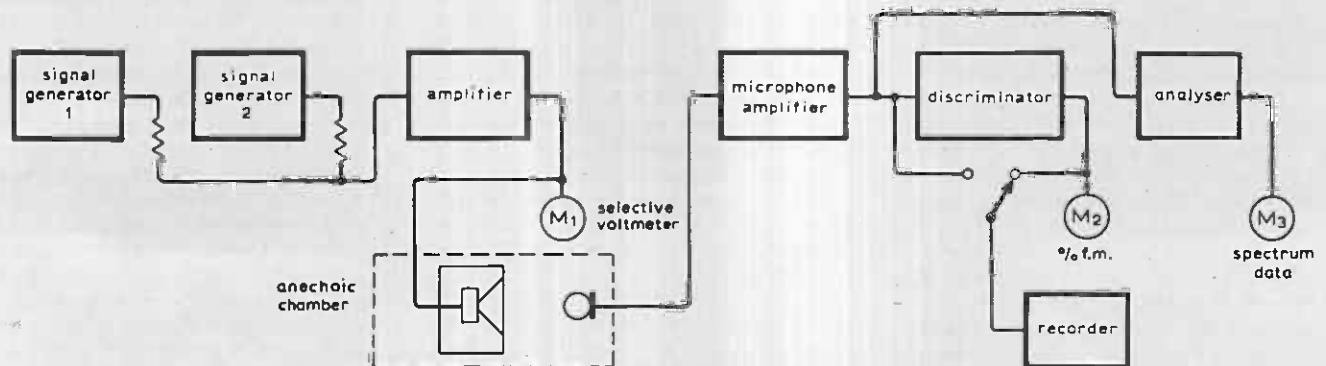 signal
generator
1
signal
generator
2
amplifier
M1
selective
voltmeter
anechoic
chamber
microphone
amplifier
discriminator
analyser
M2
% f.m.
M3
spectrum
data
recorder